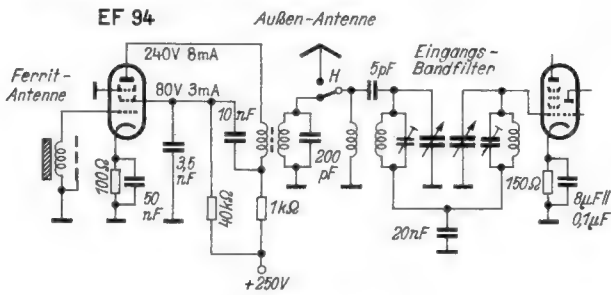 EF 94
Außen-Antenne
240V 8mA
Ferrit-
Antenne
80V 3mA
H
5pF
Eingangs-
Bandfilter
10nF
100Ω
50
nF
3,5
nF
40kΩ
1kΩ
200
pF
+250V
20nF
150Ω
8µF//
0,1µF